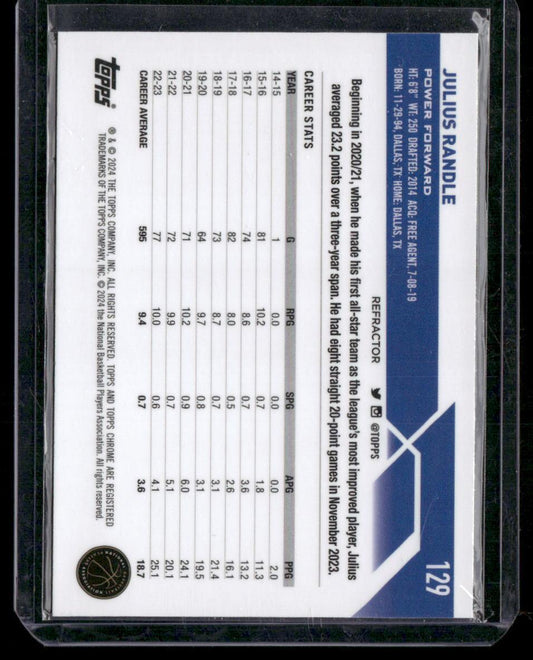 JULIUS RANDLE
129
POWER FORWARD
HT: 6'8" WT: 250 DRAFTED: 2014 ACQ: FREE AGENT, 7-08-19
BORN: 11-29-94, DALLAS, TX HOME: DALLAS, TX
REFRACTOR @TOPPS
Beginning in 2020/21, when he made his first all-star team as the league's most improved player, Julius
averaged 23.2 points over a three-year span. He had eight straight 20-point games in November 2023.
CAREER STATS
YEAR G RPG SPG APG PPG
14-15 1 0.0 0.0 0.0 2.0
15-16 81 10.2 0.7 1.8 11.3
16-17 74 8.6 0.7 3.6 13.2
17-18 82 8.0 0.5 2.6 16.1
18-19 73 8.7 0.7 3.1 21.4
19-20 64 9.7 0.8 3.1 19.5
20-21 71 10.2 0.9 6.0 24.1
21-22 72 9.9 0.7 5.1 20.1
22-23 77 10.0 0.6 4.1 25.1
CAREER AVERAGE 595 9.4 0.7 3.6 18.7
topps
® & © 2024 THE TOPPS COMPANY, INC. ALL RIGHTS RESERVED. TOPPS AND TOPPS CHROME ARE REGISTERED
TRADEMARKS OF THE TOPPS COMPANY, INC. © 2024 the National Basketball Players Association. All rights reserved.